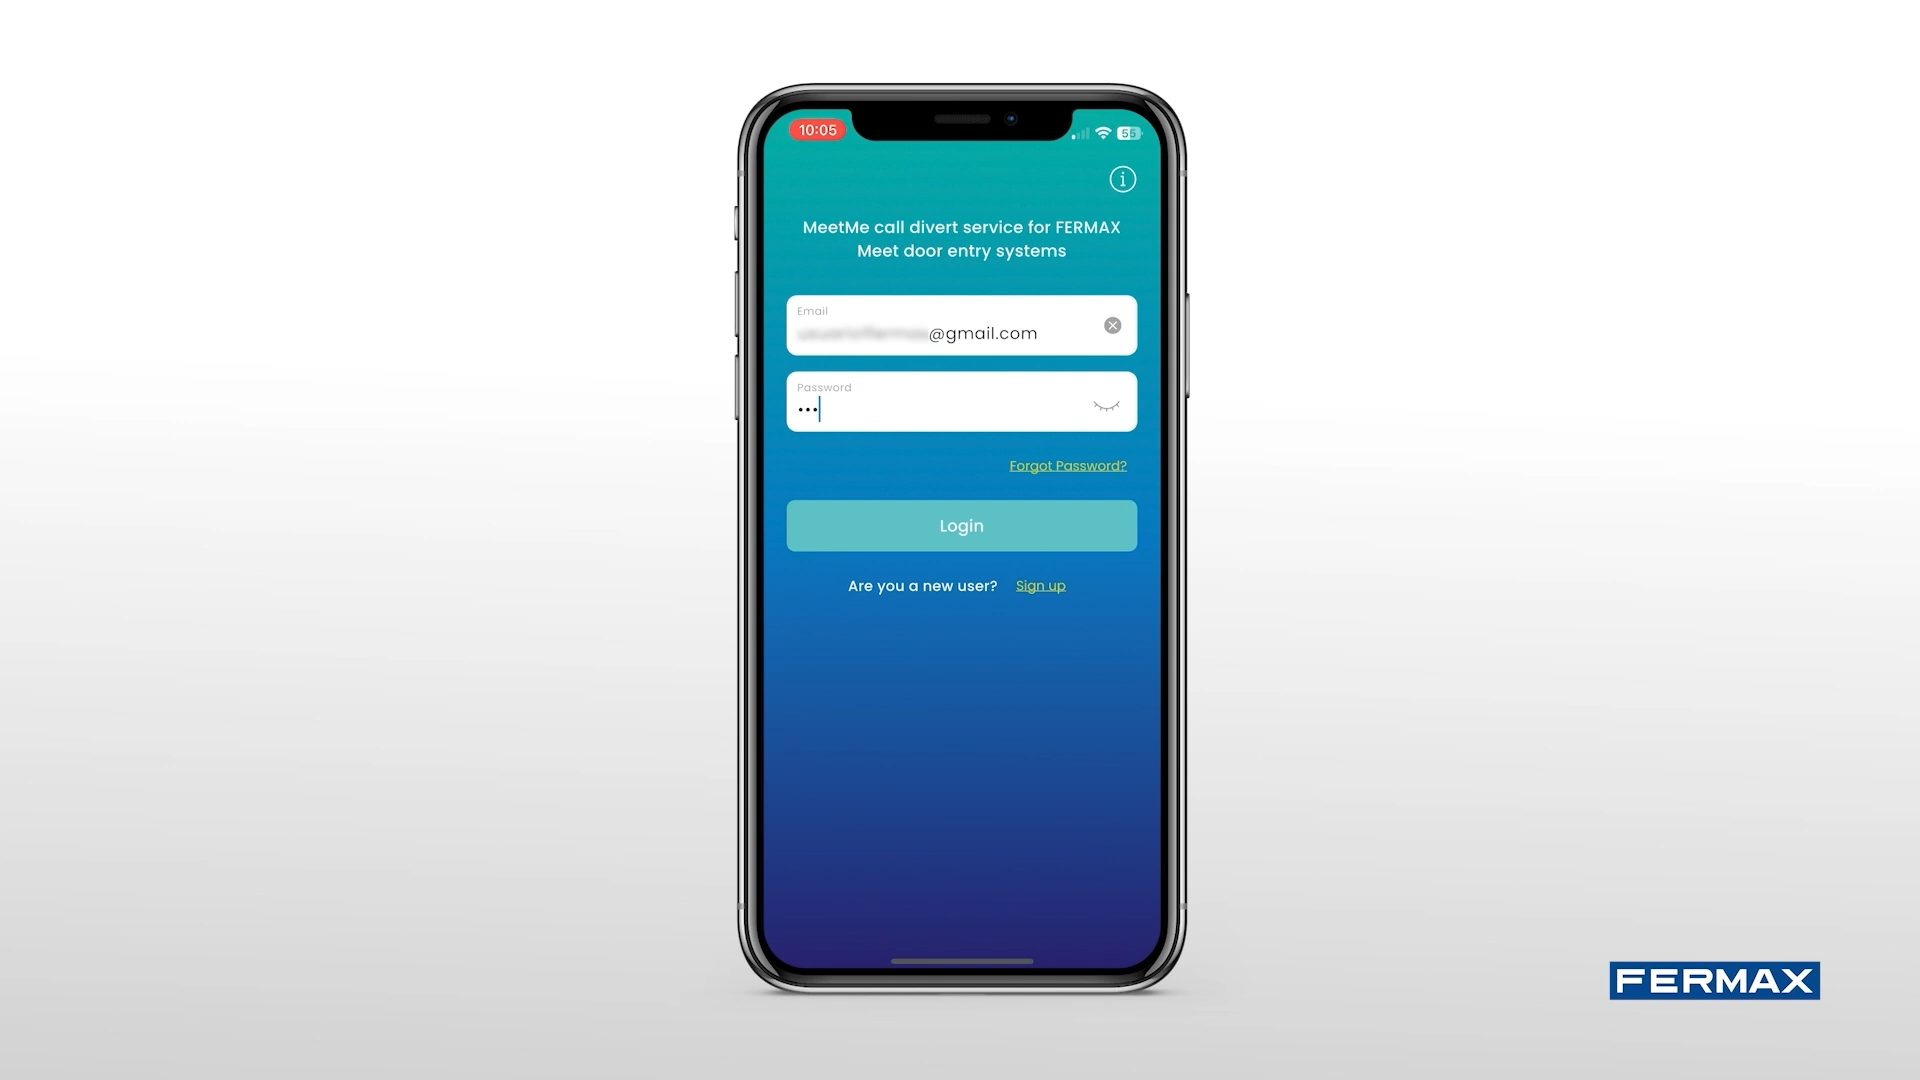 10:05
55
MeetMe call divert service for FERMAX
Meet door entry systems
Email
@gmail.com
Password
Forgot Password?
Login
Are you a new user? Sign up
FERMAX